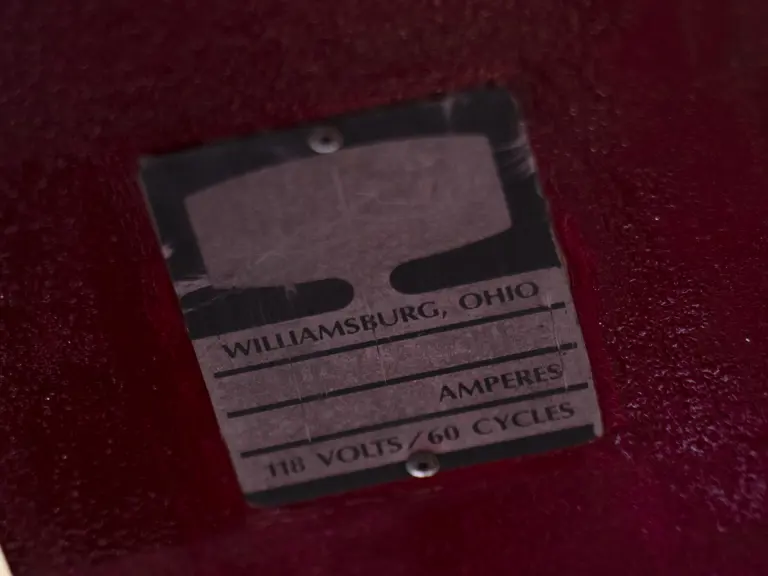 WILLIAMSBURG, OHIO
AMPERES
118 VOLTS/60 CYCLES